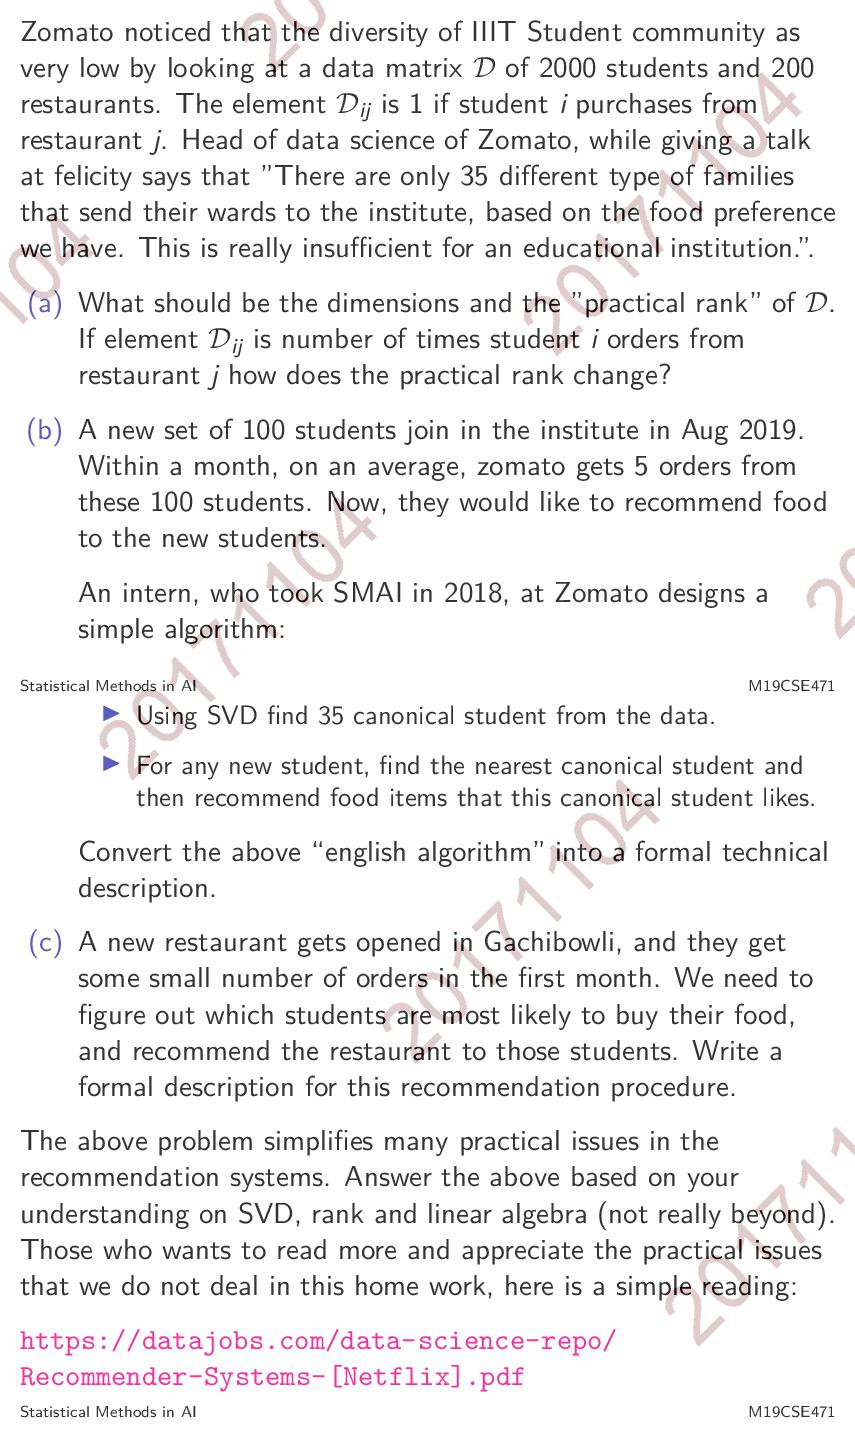 Zomato noticed that the diversity of IIIT Student community as
very low by looking at a data matrix D of 2000 students and 200
restaurants. The element D_ij is 1 if student i purchases from
restaurant j. Head of data science of Zomato, while giving a talk
at felicity says that ”There are only 35 different type of families
that send their wards to the institute, based on the food preference
we have. This is really insufficient for an educational institution.”.
(a) What should be the dimensions and the ”practical rank” of D.
If element D_ij is number of times student i orders from
restaurant j how does the practical rank change?
(b) A new set of 100 students join in the institute in Aug 2019.
Within a month, on an average, zomato gets 5 orders from
these 100 students. Now, they would like to recommend food
to the new students.
An intern, who took SMAI in 2018, at Zomato designs a
simple algorithm:
Statistical Methods in AI M19CSE471
▶ Using SVD find 35 canonical student from the data.
▶ For any new student, find the nearest canonical student and
then recommend food items that this canonical student likes.
Convert the above “english algorithm” into a formal technical
description.
(c) A new restaurant gets opened in Gachibowli, and they get
some small number of orders in the first month. We need to
figure out which students are most likely to buy their food,
and recommend the restaurant to those students. Write a
formal description for this recommendation procedure.
The above problem simplifies many practical issues in the
recommendation systems. Answer the above based on your
understanding on SVD, rank and linear algebra (not really beyond).
Those who wants to read more and appreciate the practical issues
that we do not deal in this home work, here is a simple reading:
https://datajobs.com/data-science-repo/
Recommender-Systems-[Netflix].pdf
Statistical Methods in AI M19CSE471
20
20171104
104
20171104
20
20171104
2017111